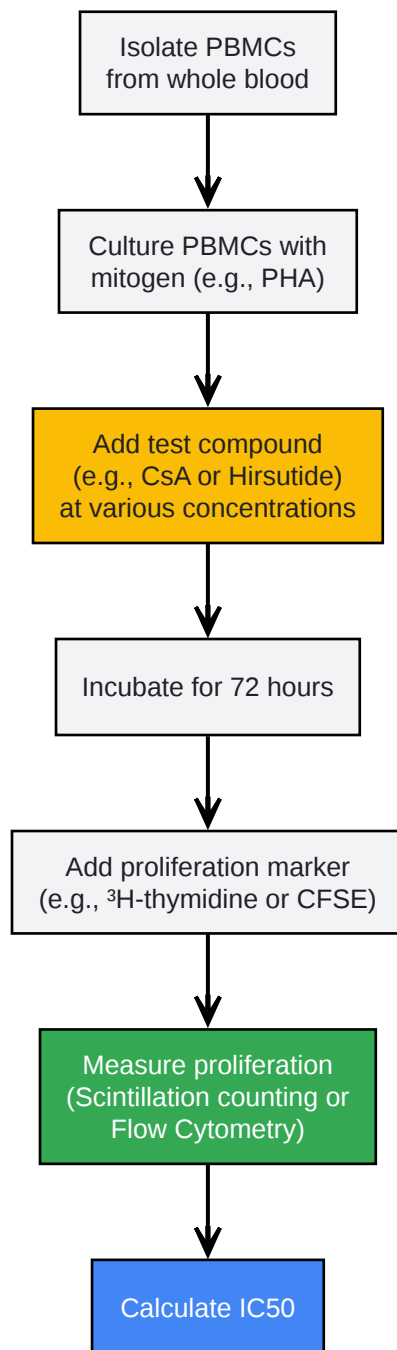 Isolate PBMCs
from whole blood
Culture PBMCs with
mitogen (e.g., PHA)
Add test compound
(e.g., CsA or Hirsutide)
at various concentrations
Incubate for 72 hours
Add proliferation marker
(e.g., ³H-thymidine or CFSE)
Measure proliferation
(Scintillation counting or
Flow Cytometry)
Calculate IC50